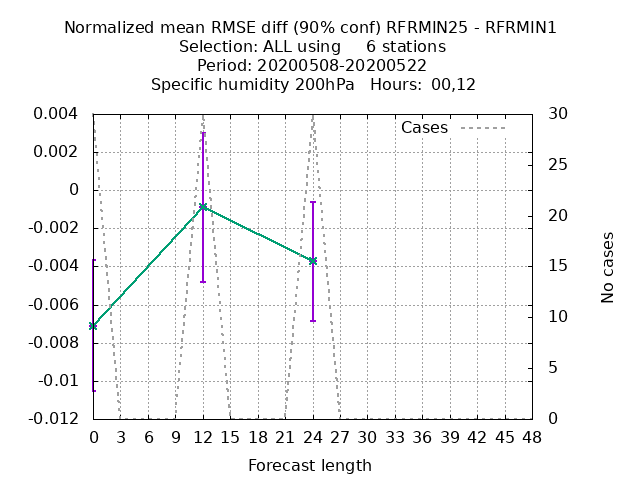 Normalized mean RMSE diff (90% conf) RFRMIN25 - RFRMIN1
Selection: ALL using     6 stations
Period: 20200508-20200522
Specific humidity 200hPa   Hours:  00,12
Cases
0.004
0.002
0
-0.002
-0.004
-0.006
-0.008
-0.01
-0.012
30
25
20
15
10
5
0
No cases
0 3 6 9 12 15 18 21 24 27 30 33 36 39 42 45 48
Forecast length